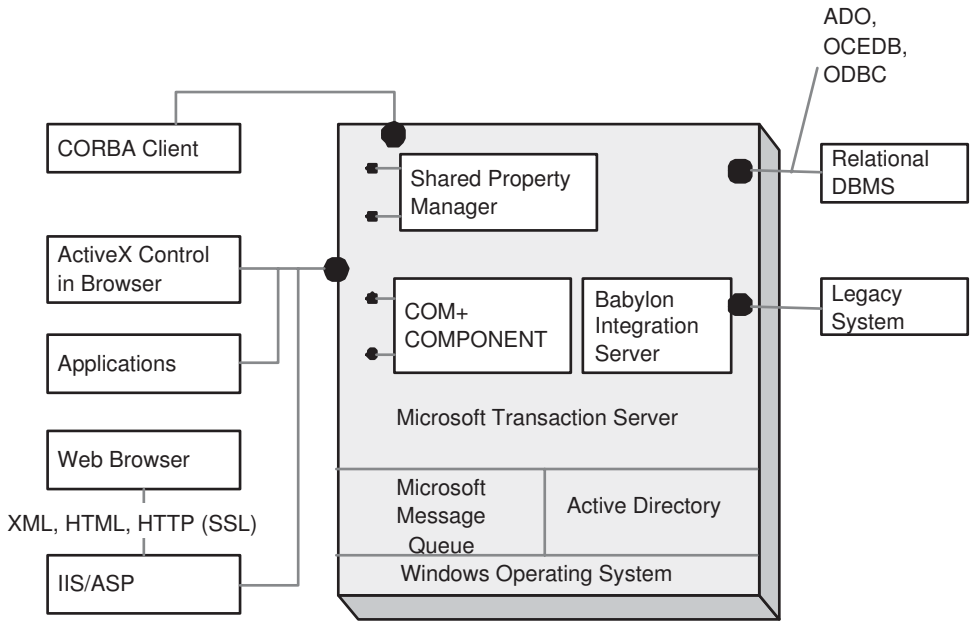 ADO,
OCEDB,
ODBC
CORBA Client
Shared Property
Manager
Relational
DBMS
ActiveX Control
in Browser
COM+
COMPONENT
Babylon
Integration
Server
Legacy
System
Applications
Microsoft Transaction Server
Web Browser
Microsoft
Message
Queue
Active Directory
XML, HTML, HTTP (SSL)
IIS/ASP
Windows Operating System